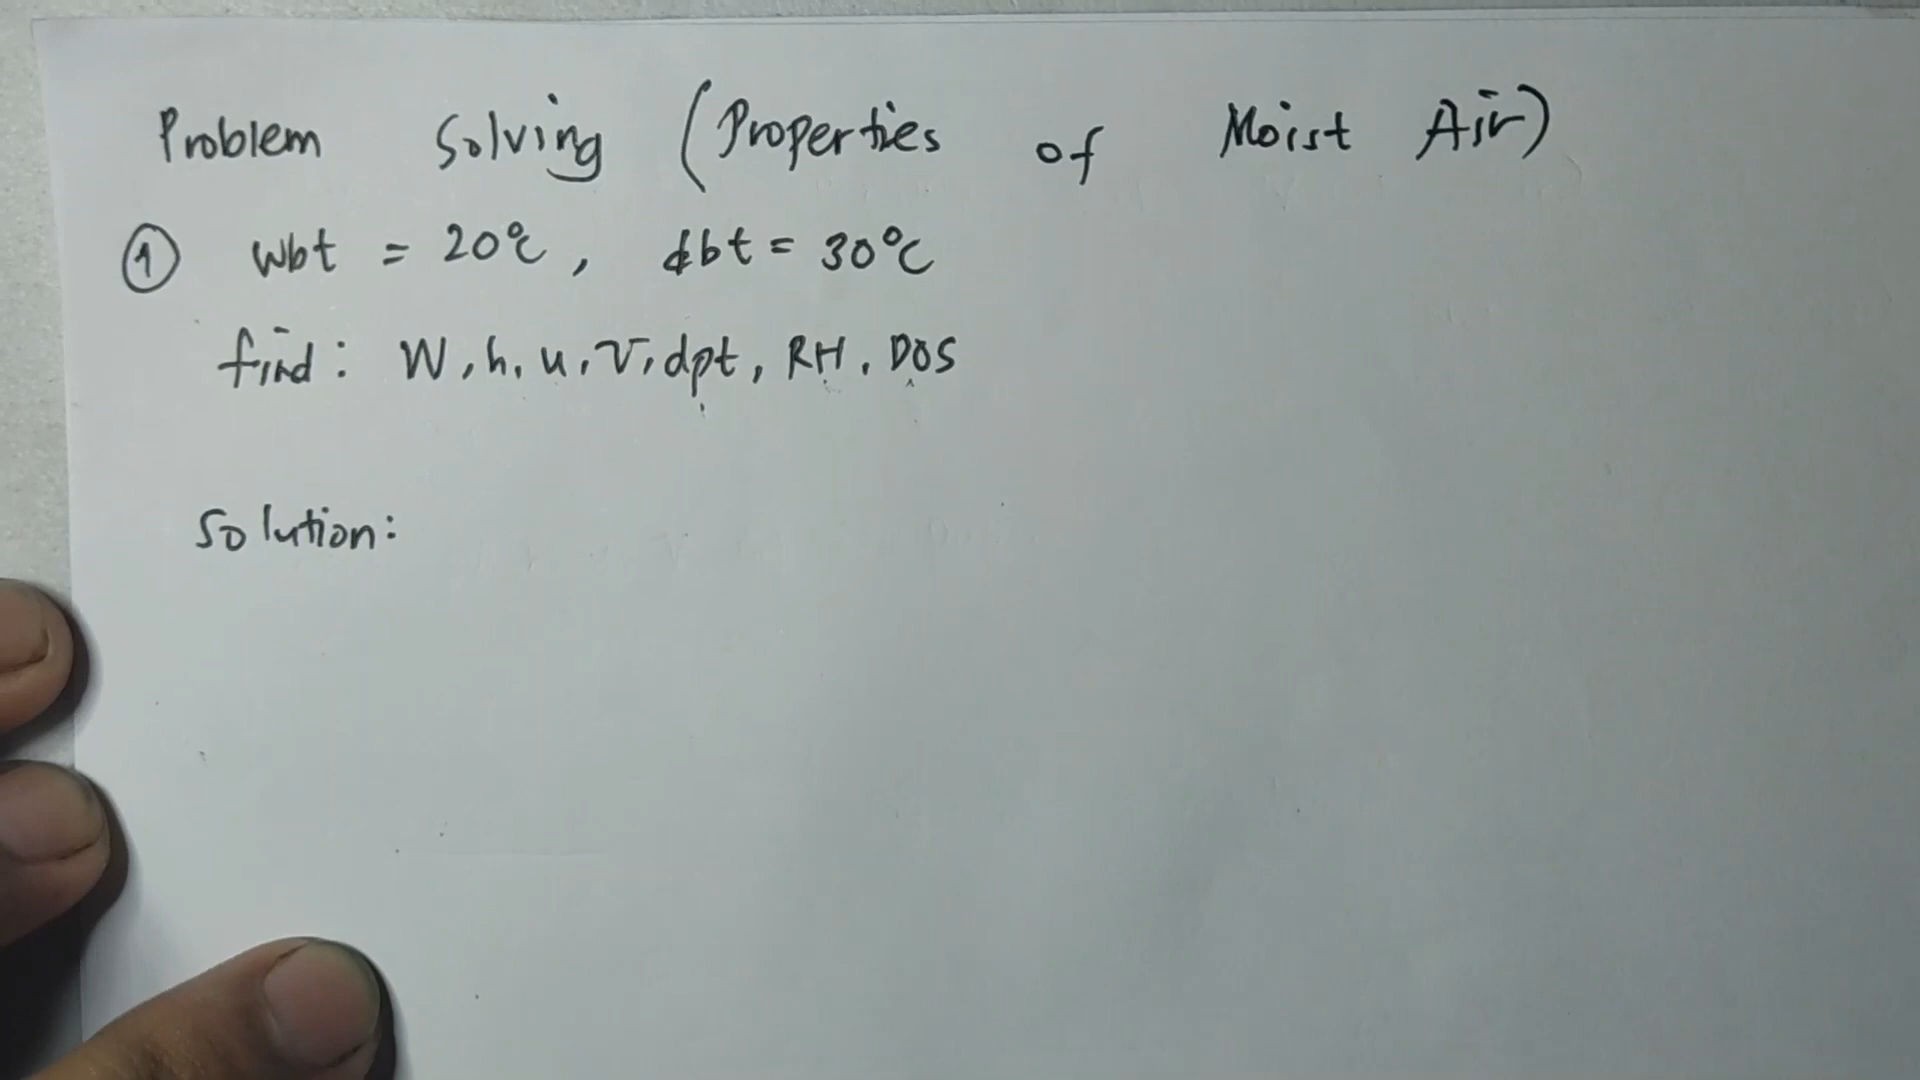 Problem Solving (Properties of Moist Air)
① wbt = 20℃, dbt = 30°C
find: W, h, u, V, dpt, RH, DOS
Solution: